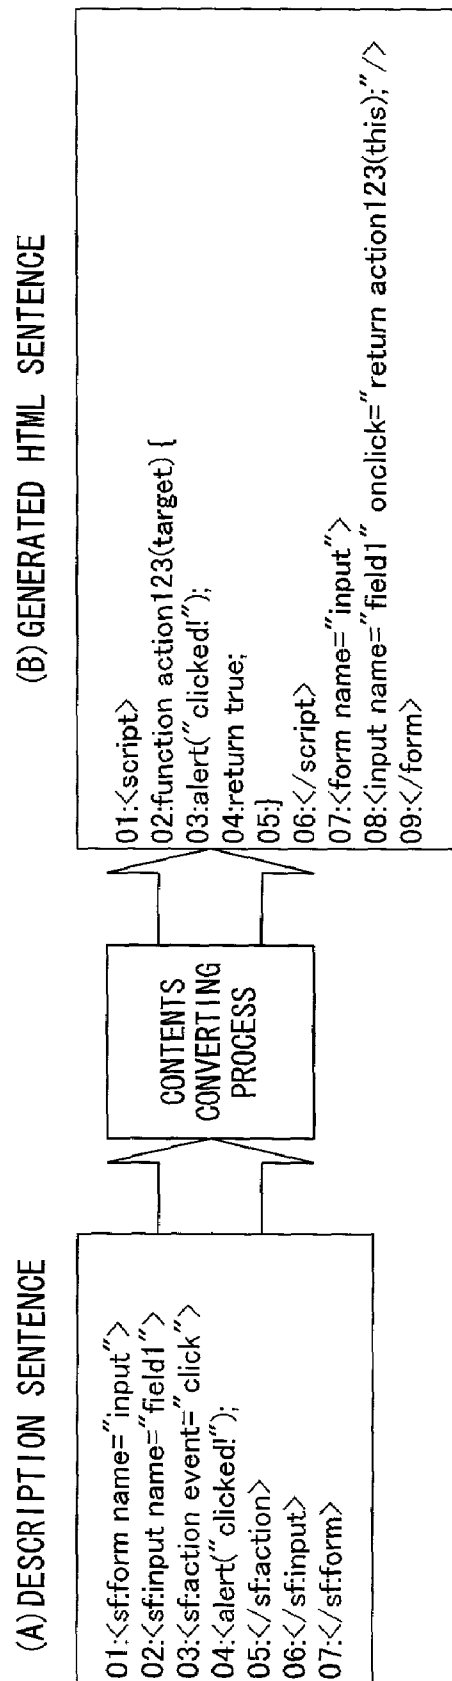 (A) DESCRIPTION SENTENCE
01:<sf:form name="input">
02:<sf:input name="field1">
03:<sf:action event="click">
04:<alert("clicked!");
05:</sf:action>
06:</sf:input>
07:</sf:form>
CONTENTS
CONVERTING
PROCESS
(B) GENERATED HTML SENTENCE
01:<script>
02:function action123(target) {
03:alert("clicked!");
04:return true;
05:}
06:</script>
07:<form name="input">
08:<input name="field1" onclick="return action123(this);"/>
09:</form>